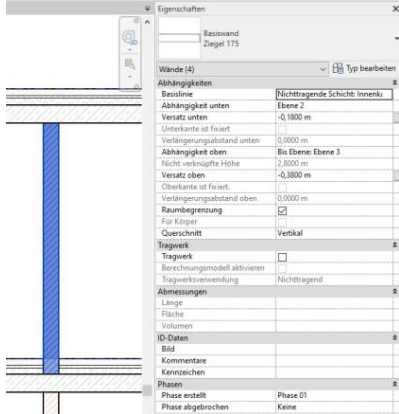 Eigenschaften
Basiswand
Ziegel 175
Wände (4)
Typ bearbeiten
Abhängigkeiten
Basislinie Nichttragende Schicht: Innenka
Abhängigkeit unten Ebene 2
Versatz unten -0,1800 m
Unterkante ist fixiert
Verlängerungsabstand unten 0,0000 m
Abhängigkeit oben Bis Ebene: Ebene 3
Nicht verknüpfte Höhe 2,8000 m
Versatz oben -0,3800 m
Oberkante ist fixiert.
Verlängerungsabstand oben 0,0000 m
Raumbegrenzung
Für Körper
Querschnitt Vertikal
Tragwerk
Tragwerk
Berechnungsmodell aktivieren
Tragwerksverwendung Nichttragend
Abmessungen
Länge
Fläche
Volumen
ID-Daten
Bild
Kommentare
Kennzeichen
Phasen
Phase erstellt Phase 01
Phase abgebrochen Keine